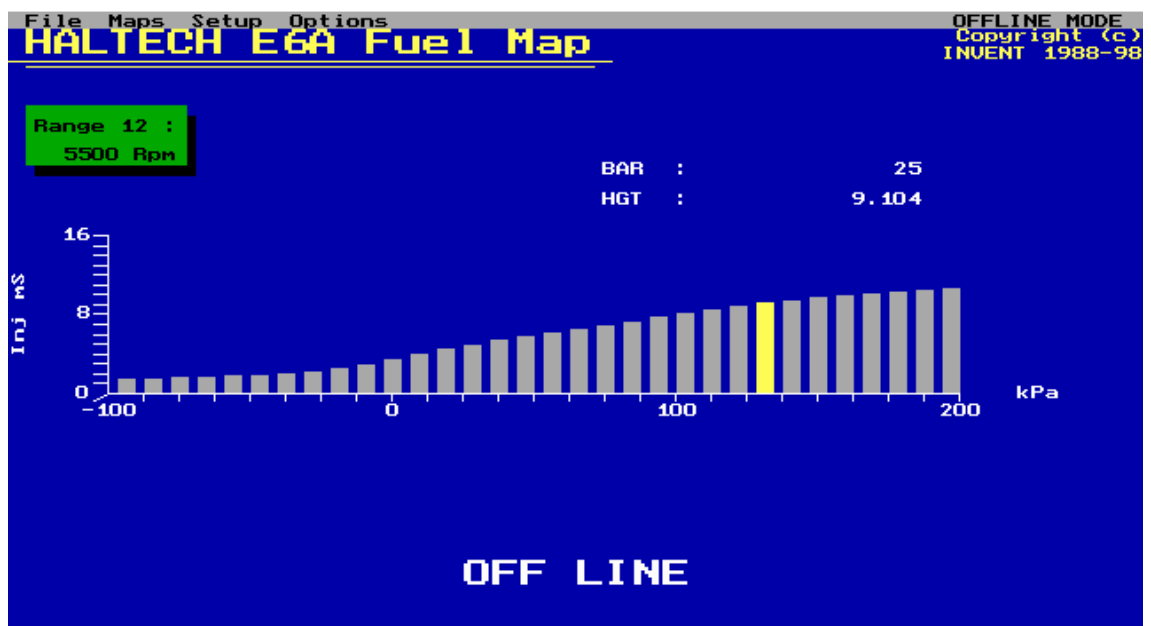 File Maps Setup Options OFFLINE MODE
HALTECH E6A Fuel Map
Copyright (c)
INVENT 1988-98
Range 12 :
5500 Rpm
BAR : 25
HGT : 9.104
16
Inj mS
8
0
-100 0 100 200 kPa
OFF LINE